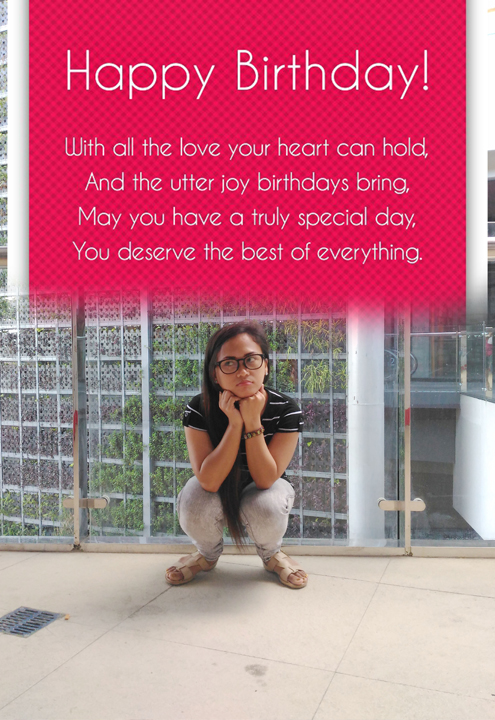 Happy Birthday!
With all the love your heart can hold,
And the utter joy birthdays bring,
May you have a truly special day,
You deserve the best of everything.